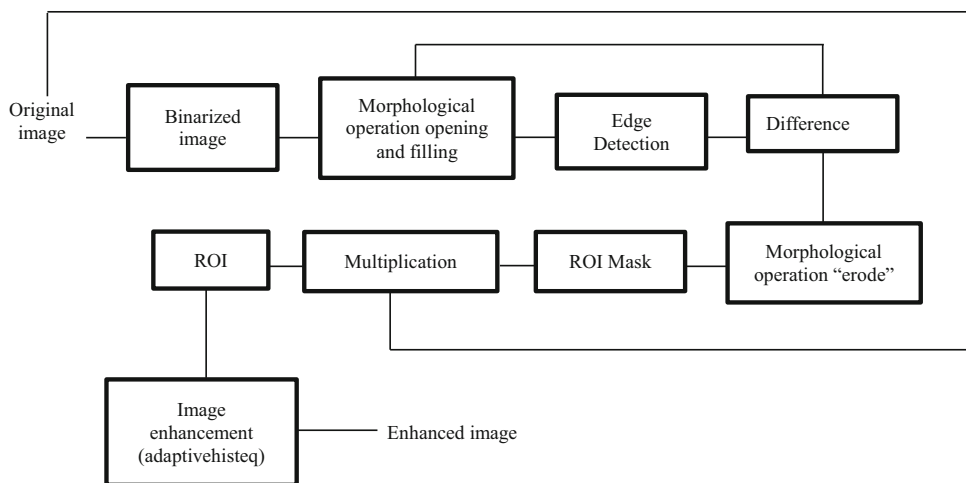 Original
image
Binarized
image
Morphological
operation opening
and filling
Edge
Detection
Difference
ROI
Multiplication
ROI Mask
Morphological
operation “erode”
Image
enhancement
(adaptivehisteq)
Enhanced image